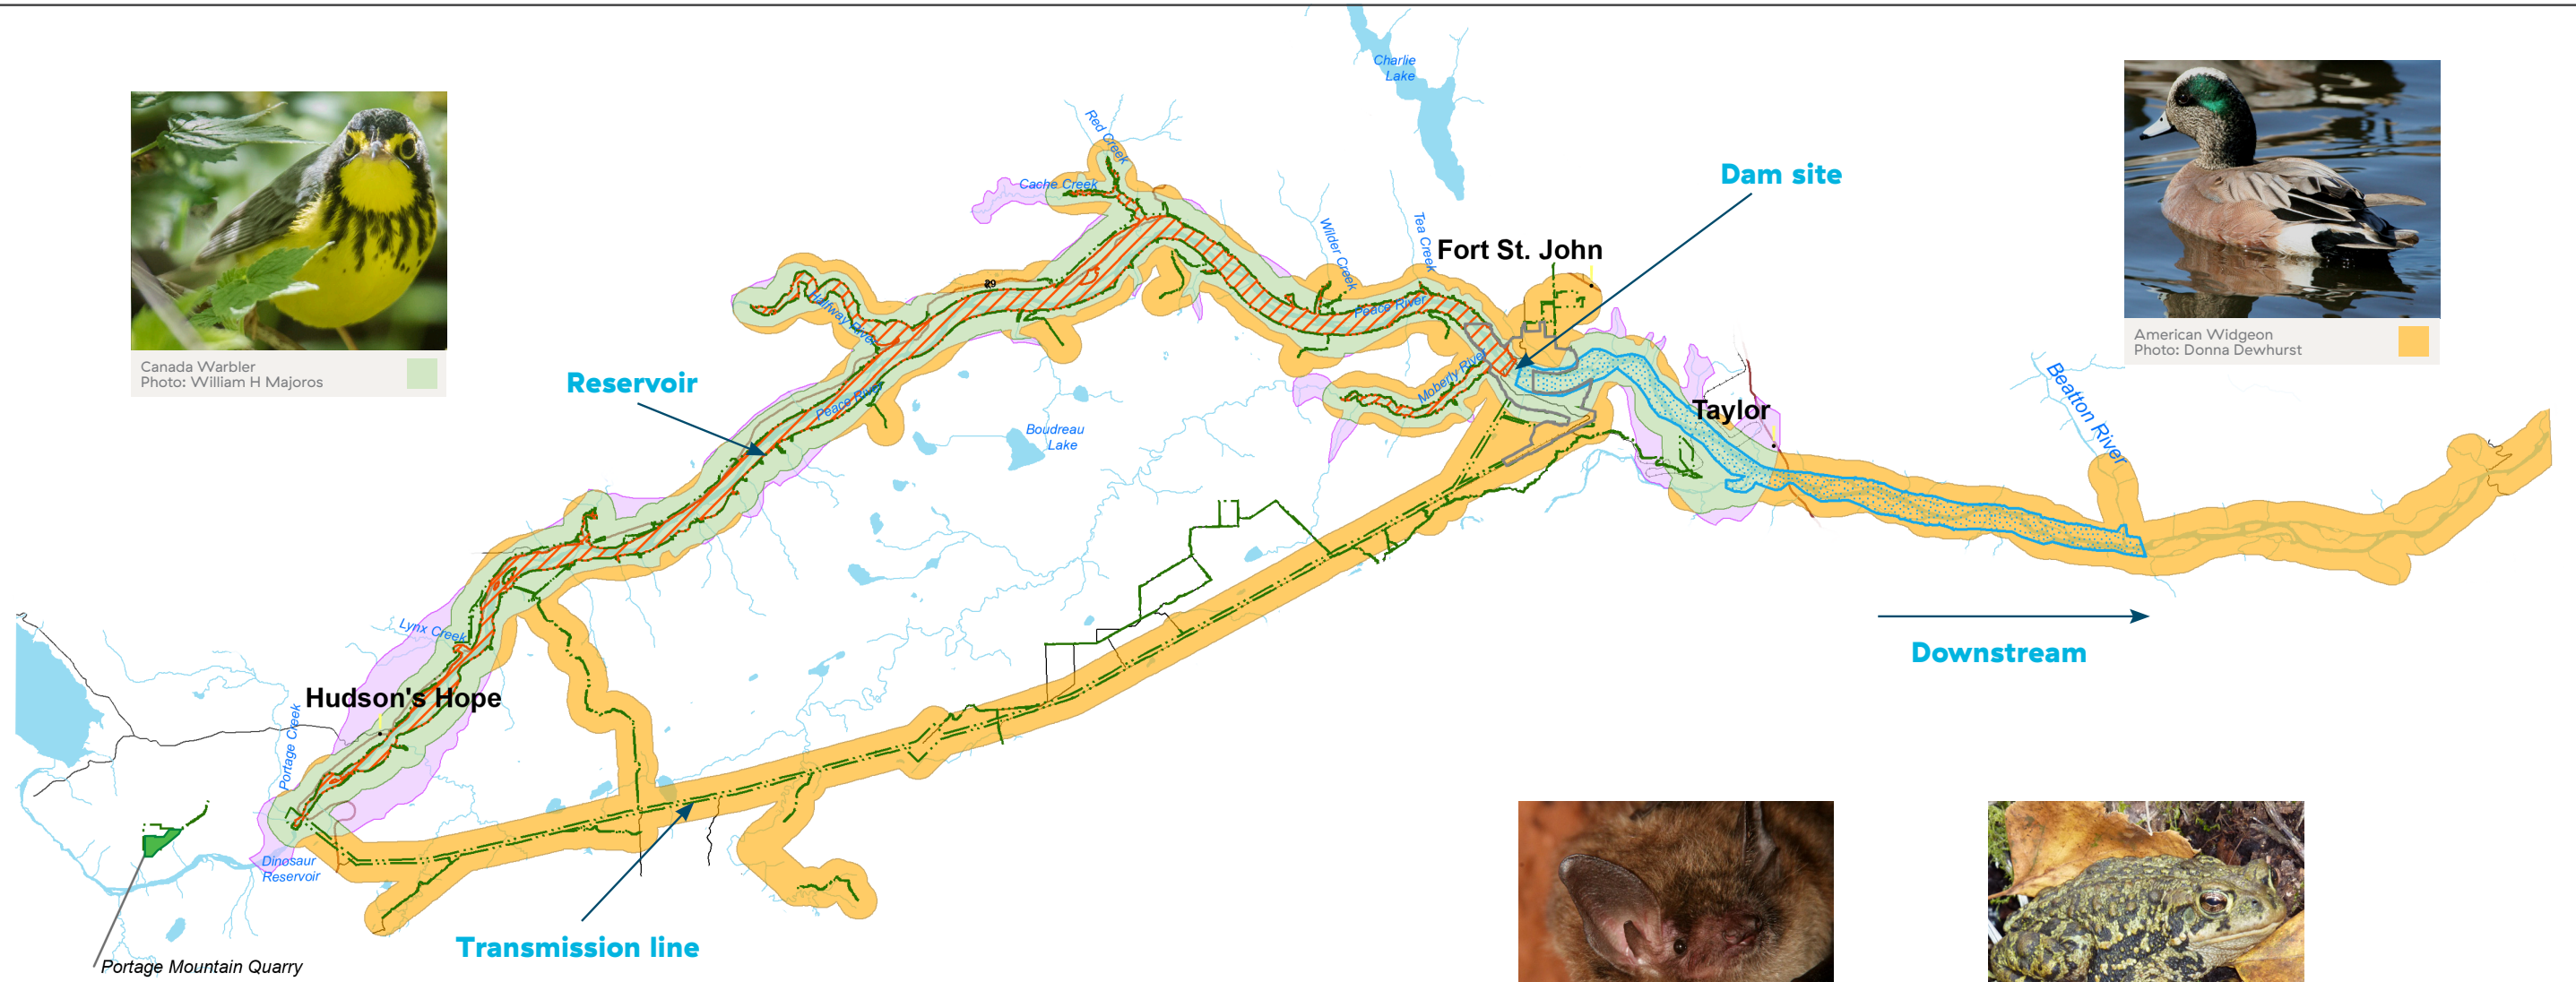 Charlie
Lake
Canada Warbler
Photo: William H Majoros
American Widgeon
Photo: Donna Dewhurst
Red Creek
Cache Creek
Dam site
Wilder Creek
Tea Creek
Fort St. John
29
Halfway River
Peace River
Reservoir
Moberly River
Peace River
Boudreau
Lake
Taylor
Beatton River
Downstream
Lynx Creek
Hudson's Hope
Portage Creek
Dinosaur
Reservoir
Transmission line
Portage Mountain Quarry